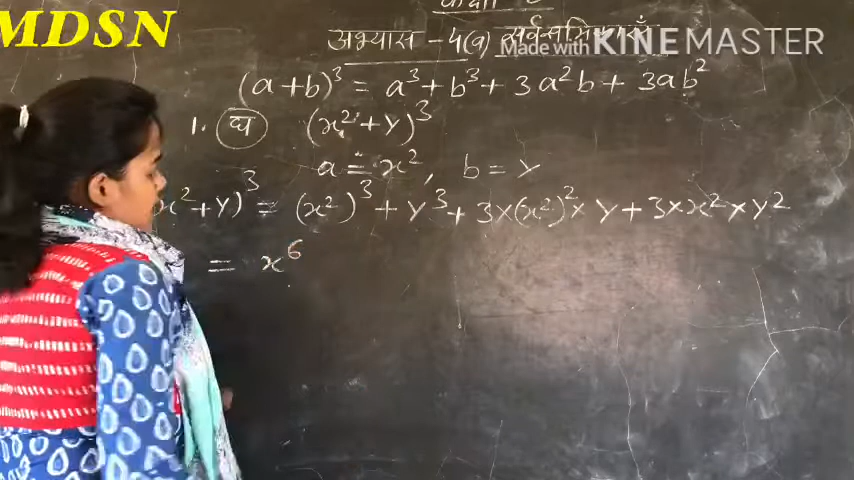 MDSN
अभ्यास - 4(a) सर्वसमिकाएँ
Made with KINEMASTER
(a+b)³ = a³ + b³ + 3a²b + 3ab²
1. (घ) (x² + y)³
a = x², b = y
x² + y)³ = (x²)³ + y³ + 3×(x²)² × y + 3×x²×y²
= x⁶